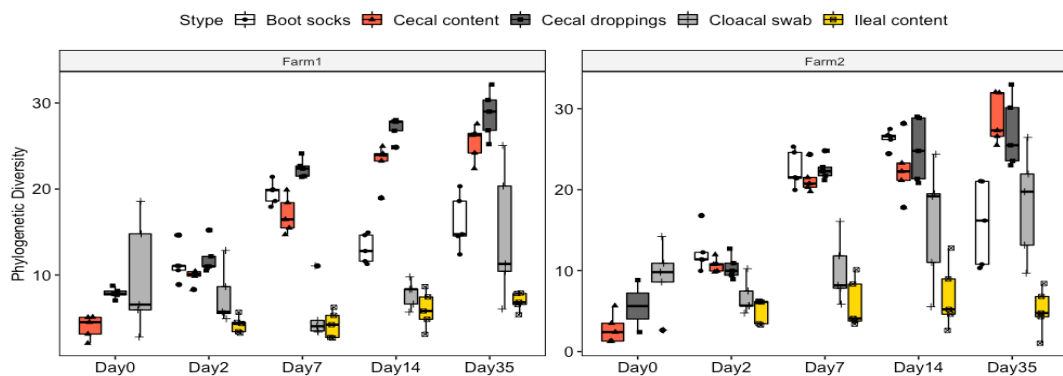 Stype Boot socks Cecal content Cecal droppings Cloacal swab Ileal content
Farm1 Farm2
Phylogenetic Diversity
30
20
10
30
20
10
0
Day0 Day2 Day7 Day14 Day35 Day0 Day2 Day7 Day14 Day35